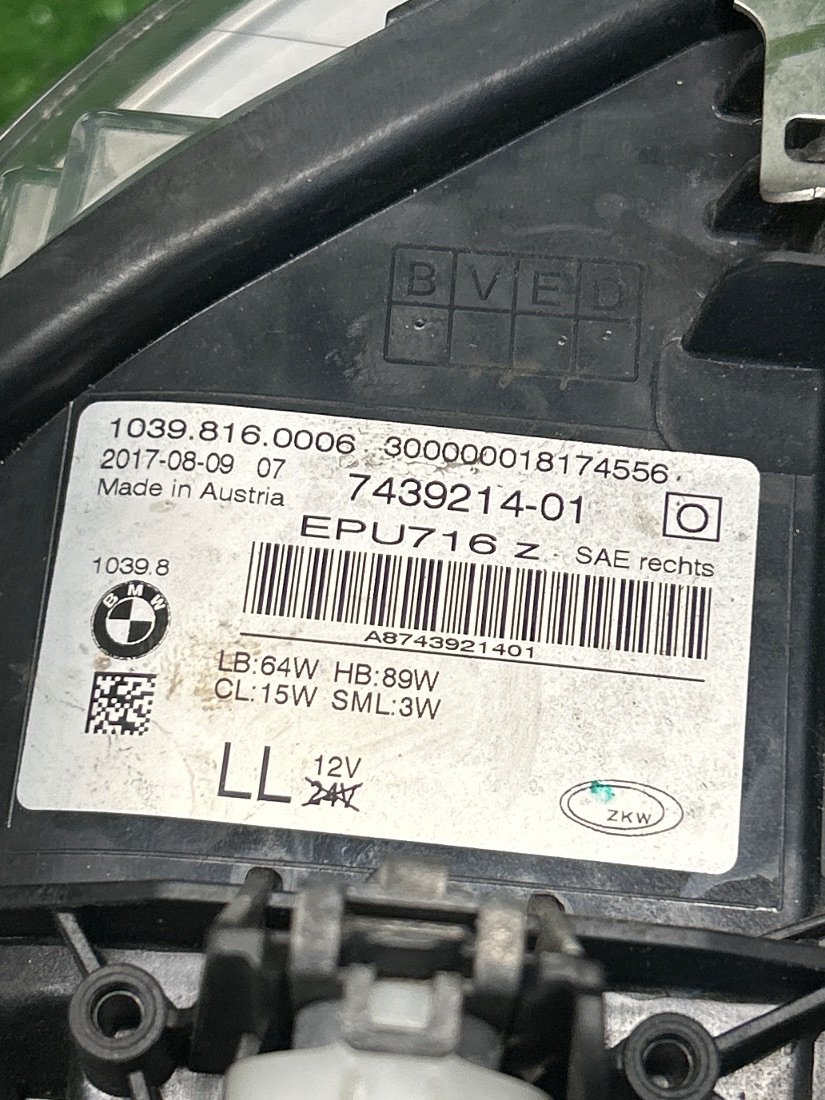 B V E D
1039.816.0006 300000018174556
2017-08-09 07
Made in Austria
7439214-01
O
EPU716 Z SAE rechts
1039.8
BMW
A8743921401
LB:64W HB:89W
CL:15W SML:3W
LL
12V
24V
ZKW